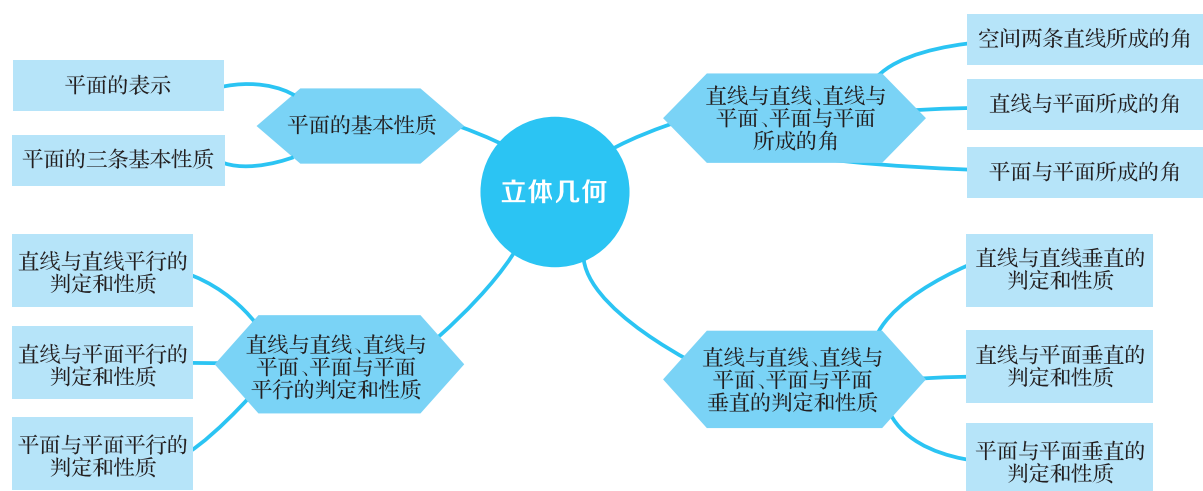 立体几何
平面的基本性质
平面的表示
平面的三条基本性质
直线与直线、直线与
平面、平面与平面
平行的判定和性质
直线与直线平行的
判定和性质
直线与平面平行的
判定和性质
平面与平面平行的
判定和性质
直线与直线、直线与
平面、平面与平面
所成的角
空间两条直线所成的角
直线与平面所成的角
平面与平面所成的角
直线与直线、直线与
平面、平面与平面
垂直的判定和性质
直线与直线垂直的
判定和性质
直线与平面垂直的
判定和性质
平面与平面垂直的
判定和性质